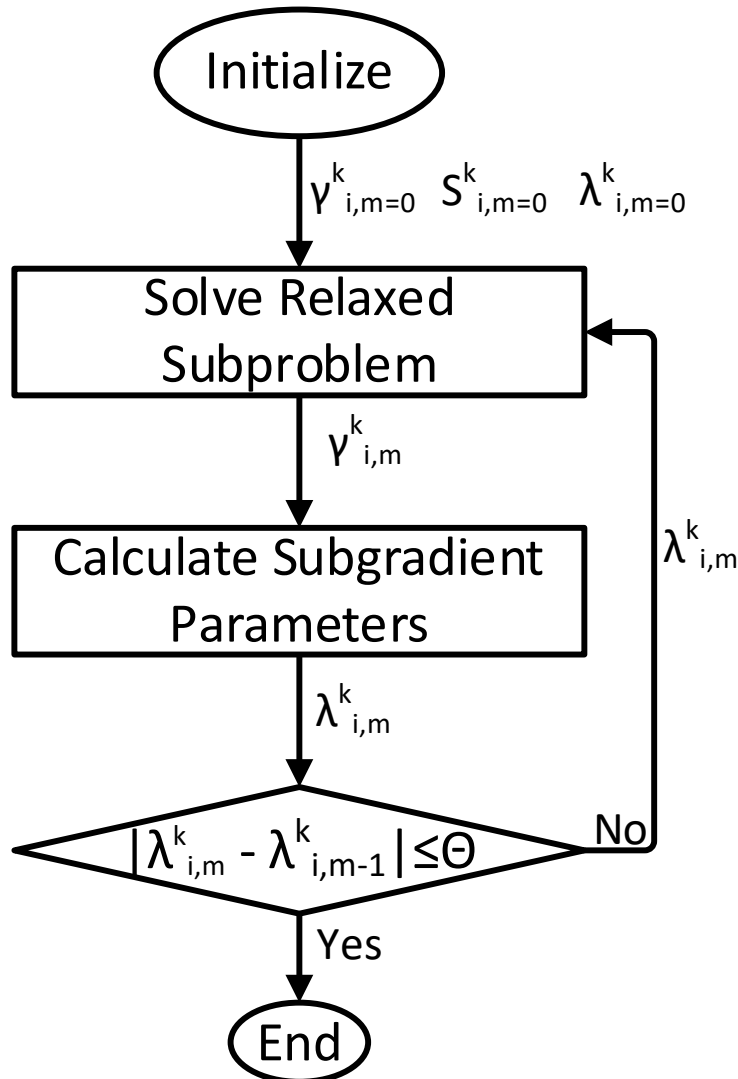 Initialize
γ^k_{i,m=0} S^k_{i,m=0} λ^k_{i,m=0}
Solve Relaxed
Subproblem
γ^k_{i,m}
Calculate Subgradient
Parameters
λ^k_{i,m}
λ^k_{i,m}
|λ^k_{i,m} - λ^k_{i,m-1}|≤Θ
No
Yes
End